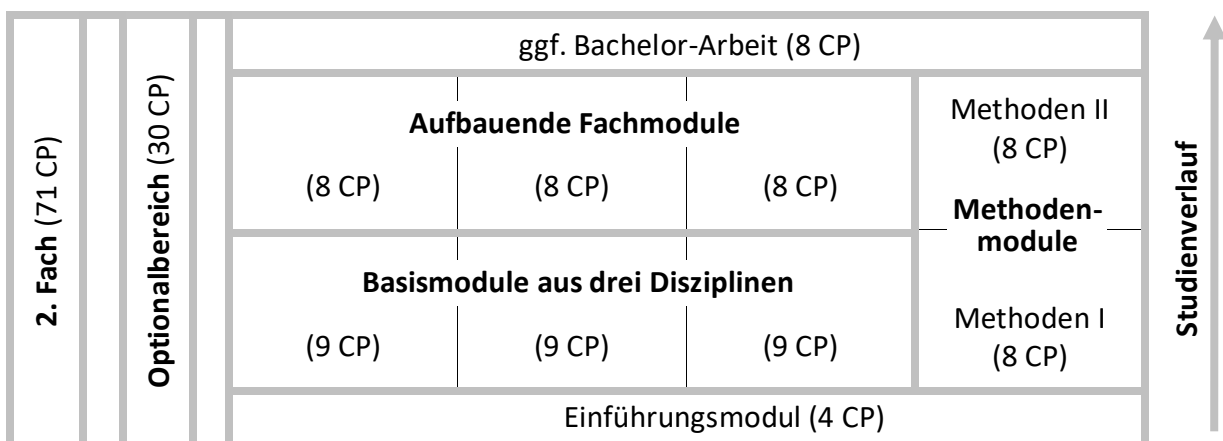 2. Fach (71 CP)
Optionalbereich (30 CP)
ggf. Bachelor-Arbeit (8 CP)
Aufbauende Fachmodule
(8 CP)
(8 CP)
(8 CP)
Methoden II
(8 CP)
Methoden-
module
Basismodule aus drei Disziplinen
(9 CP)
(9 CP)
(9 CP)
Methoden I
(8 CP)
Einführungsmodul (4 CP)
Studienverlauf